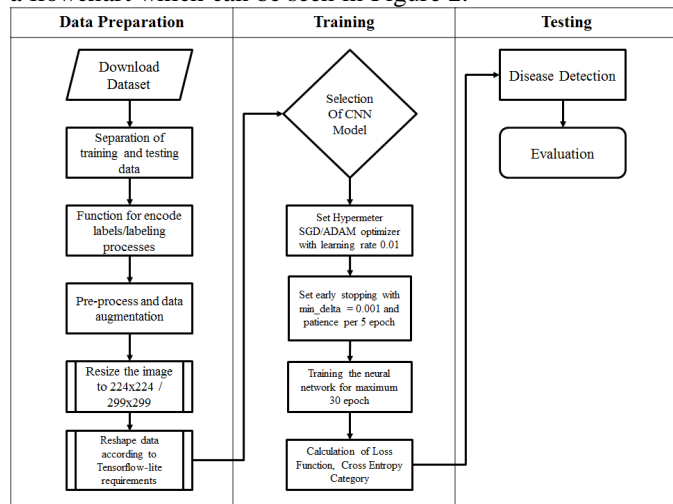 a flowchart which can be seen in Figure 2.
Data Preparation
Download
Dataset
Separation of
training and testing
data
Function for encode
labels/labeling
processes
Pre-process and data
augmentation
Resize the image
to 224x224 /
299x299
Reshape data
according to
Tensorsflow-lite
requirements
Training
Selection
Of CNN
Model
Set Hypermeter
SGD/ADAM optimizer
with learning rate 0.01
Set early stopping with
min_delta = 0.001 and
patience per 5 epoch
Training the neural
network for maximum
30 epoch
Calculation of Loss
Function, Cross Entropy
Category
Testing
Disease Detection
Evaluation